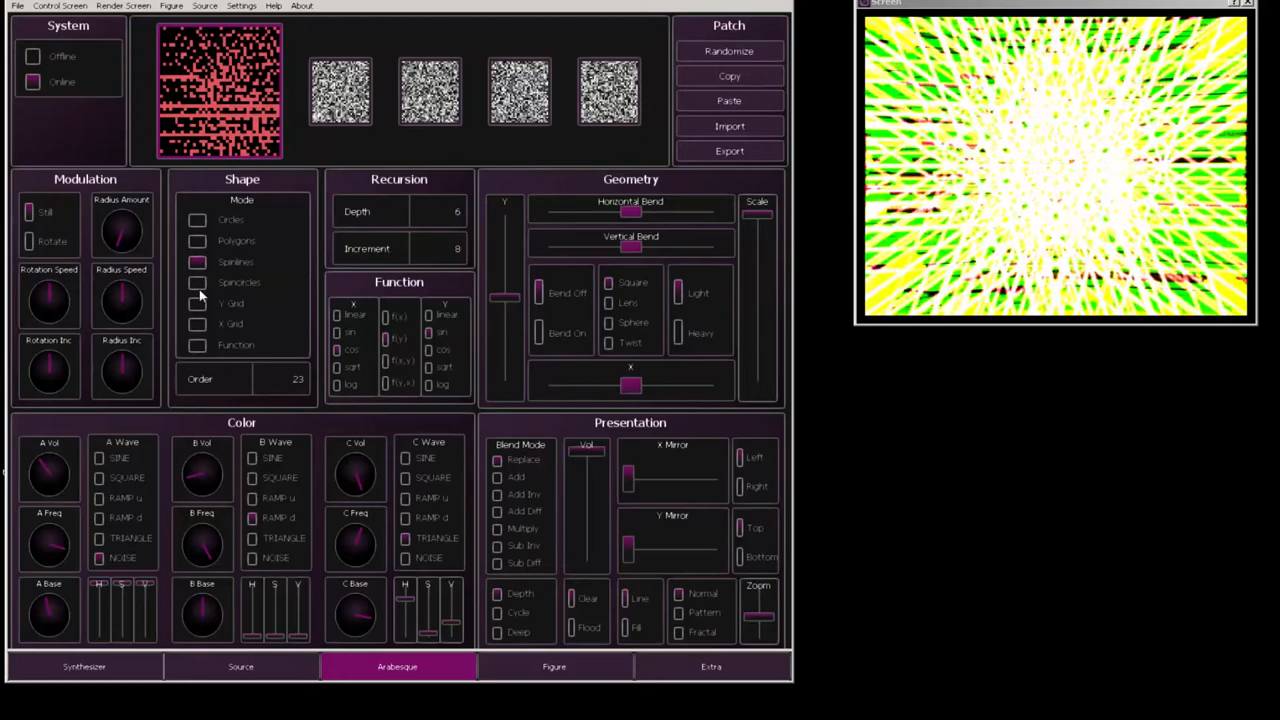 File Control Screen Render Screen Figure Source Settings Help About
Screen
System
Offline
Online
Patch
Randomize
Copy
Paste
Import
Export
Modulation
Still
Rotate
Radius Amount
Rotation Speed
Radius Speed
Rotation Inc
Radius Inc
Shape
Mode
Circles
Polygons
Spinlines
Spincircles
Y Grid
X Grid
Function
Order 23
Recursion
Depth 6
Increment 8
Function
X
linear
sin
cos
sqrt
log
f(x)
f(y)
f(x,y)
f(y,x)
Y
linear
sin
cos
sqrt
log
Geometry
Y
Horizontal Bend
Vertical Bend
Bend Off
Bend On
Square
Lens
Sphere
Twist
Light
Heavy
X
Scale
Color
A Vol
A Freq
A Base
A Wave
SINE
SQUARE
RAMP u
RAMP d
TRIANGLE
NOISE
H S V
B Vol
B Freq
B Base
B Wave
SINE
SQUARE
RAMP u
RAMP d
TRIANGLE
NOISE
H S V
C Vol
C Freq
C Base
C Wave
SINE
SQUARE
RAMP u
RAMP d
TRIANGLE
NOISE
H S V
Presentation
Blend Mode
Replace
Add
Add Inv
Add Diff
Multiply
Sub Inv
Sub Diff
Vol
X Mirror
Left
Right
Y Mirror
Top
Bottom
Depth
Cycle
Deep
Clear
Flood
Line
Fill
Normal
Pattern
Fractal
Zoom
Synthesizer Source Arabesque Figure Extra